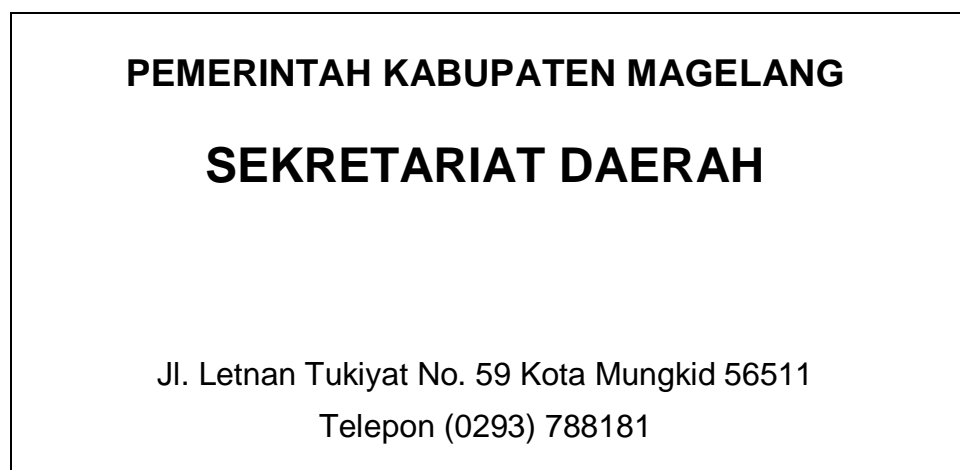 PEMERINTAH KABUPATEN MAGELANG
SEKRETARIAT DAERAH
Jl. Letnan Tukiyat No. 59 Kota Mungkid 56511
Telepon (0293) 788181